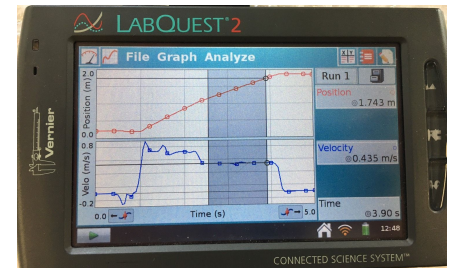 LABQUEST® 2
File Graph Analyze
2.0
Position (m)
0.0
0.8
Velo (m/s)
-0.2
0.0
Time (s)
5.0
Run 1
Position
1.743 m
Velocity
0.435 m/s
Time
3.90 s
12:48
Vernier
CONNECTED SCIENCE SYSTEM™